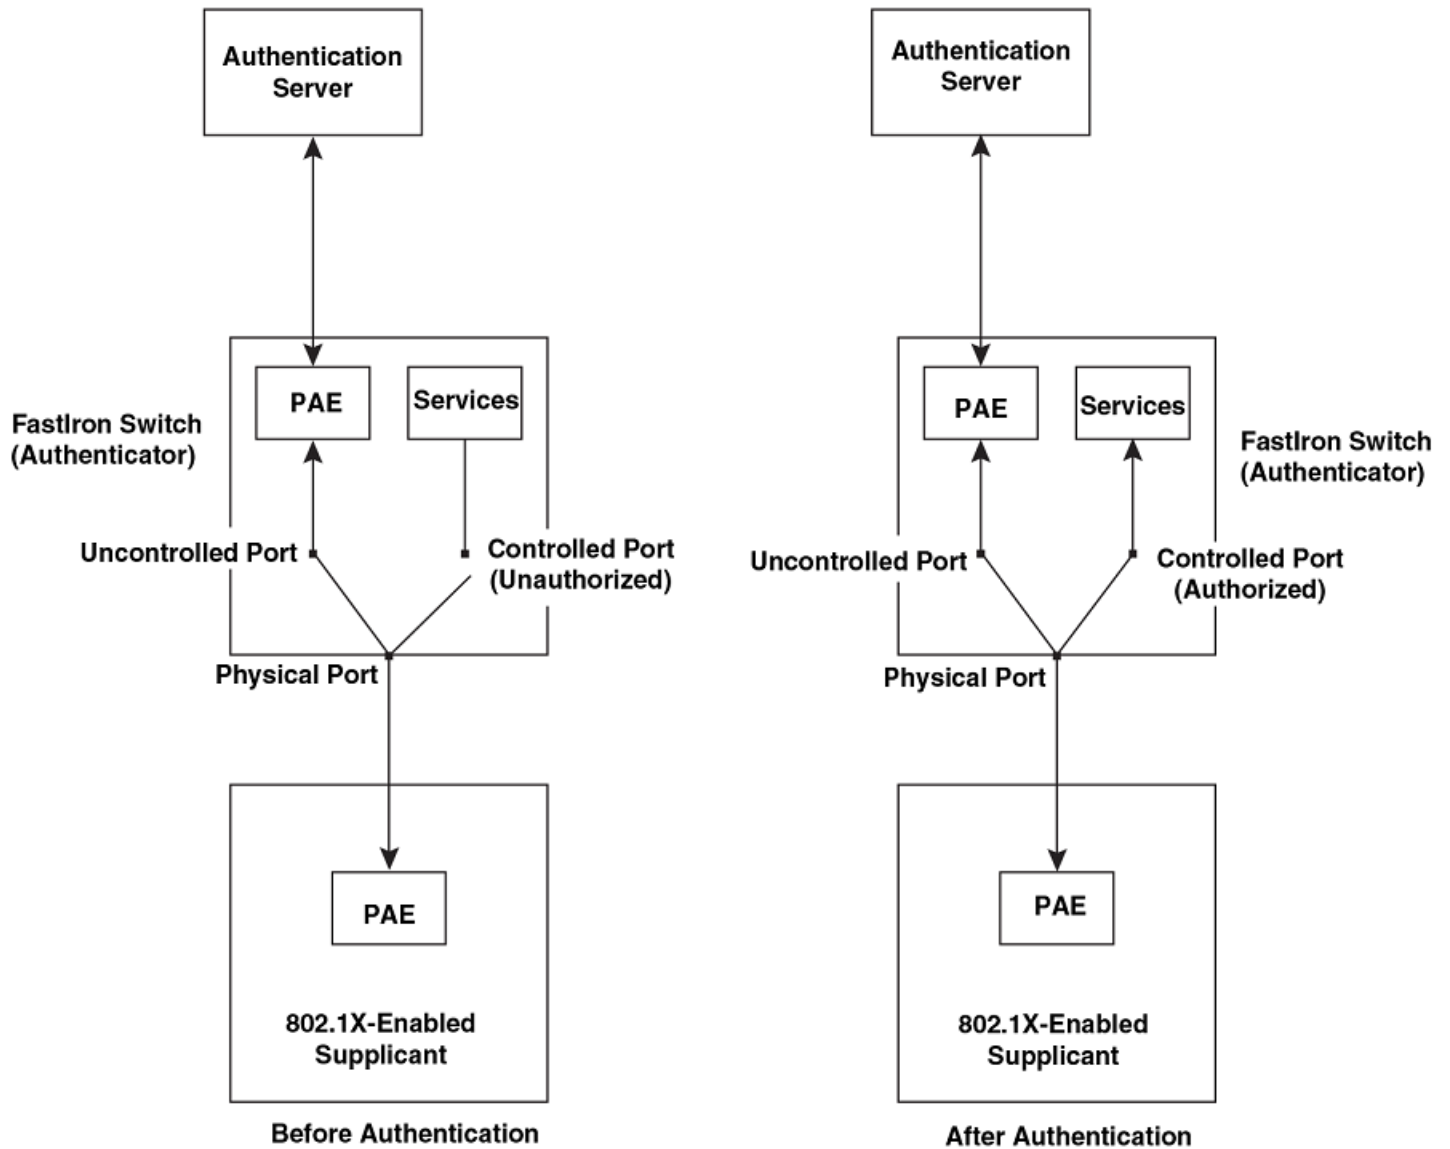 Authentication
Server
PAE
Services
FastIron Switch
(Authenticator)
Uncontrolled Port
Controlled Port
(Unauthorized)
Physical Port
PAE
802.1X-Enabled
Supplicant
Before Authentication
Authentication
Server
PAE
Services
FastIron Switch
(Authenticator)
Uncontrolled Port
Controlled Port
(Authorized)
Physical Port
PAE
802.1X-Enabled
Supplicant
After Authentication